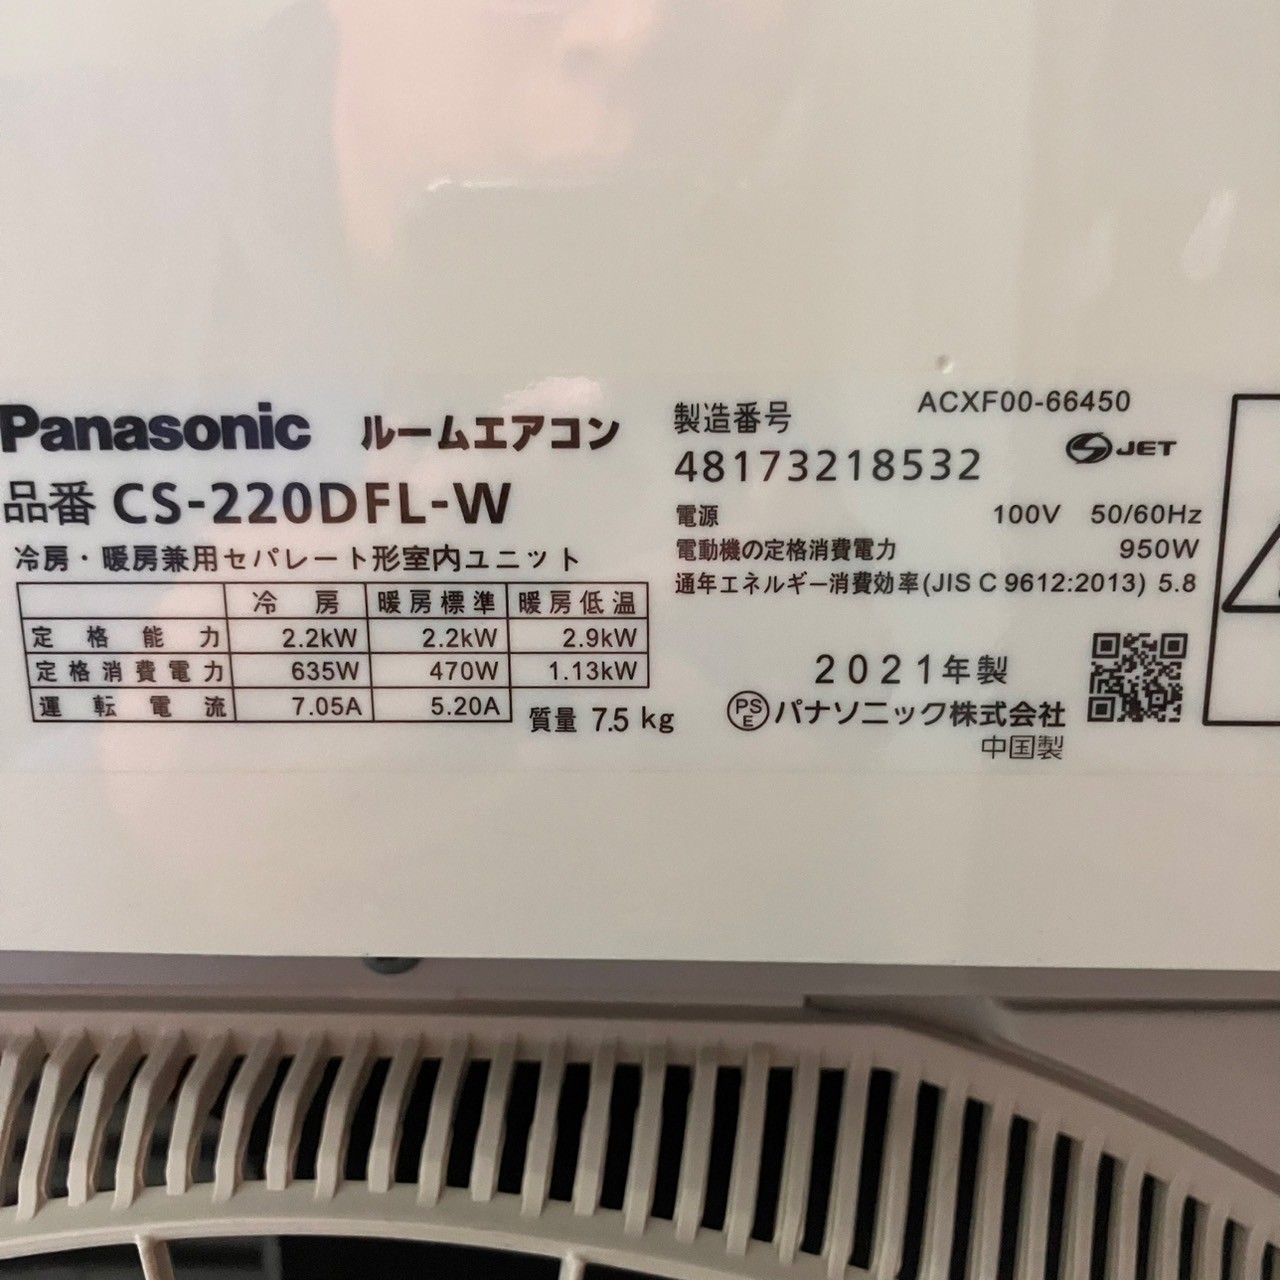 Panasonic ルームエアコン
品番 CS-220DFL-W
冷房・暖房兼用セパレート形室内ユニット
冷房 暖房標準 暖房低温
定格能力 2.2kW 2.2kW 2.9kW
定格消費電力 635W 470W 1.13kW
運転電流 7.05A 5.20A
質量 7.5 kg
製造番号 ACXF00-66450
48173218532 JET
電源 100V 50/60Hz
電動機の定格消費電力 950W
通年エネルギー消費効率(JIS C 9612:2013) 5.8
2021年製
PSE パナソニック株式会社
中国製